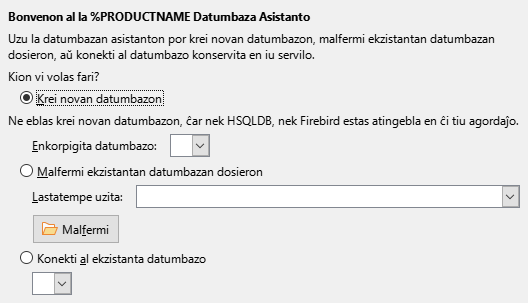 Bonvenon al la %PRODUCTNAME Datumbaza Asistanto
Uzu la datumbazan asistanton por krei novan datumbazon, malfermi ekzistantan datumbazan
dosieron, aŭ konekti al datumbazo konservita en iu servilo.
Kion vi volas fari?
Krei novan datumbazon
Ne eblas krei novan datumbazon, ĉar nek HSQLDB, nek Firebird estas atingebla en ĉi tiu agordaĵo.
Enkorpigita datumbazo:
Malfermi ekzistantan datumbazan dosieron
Lastatempe uzita:
Malfermi
Konekti al ekzistanta datumbazo